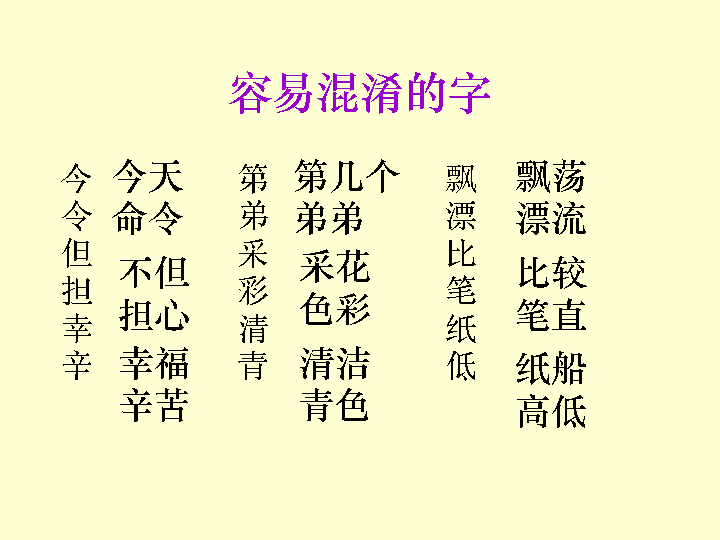 容易混淆的字
今令但担幸辛
今天
命令
不但
担心
幸福
辛苦
第弟采彩清青
第几个
弟弟
采花
色彩
清洁
青色
飘漂比笔纸低
飘荡
漂流
比较
笔直
纸船
高低